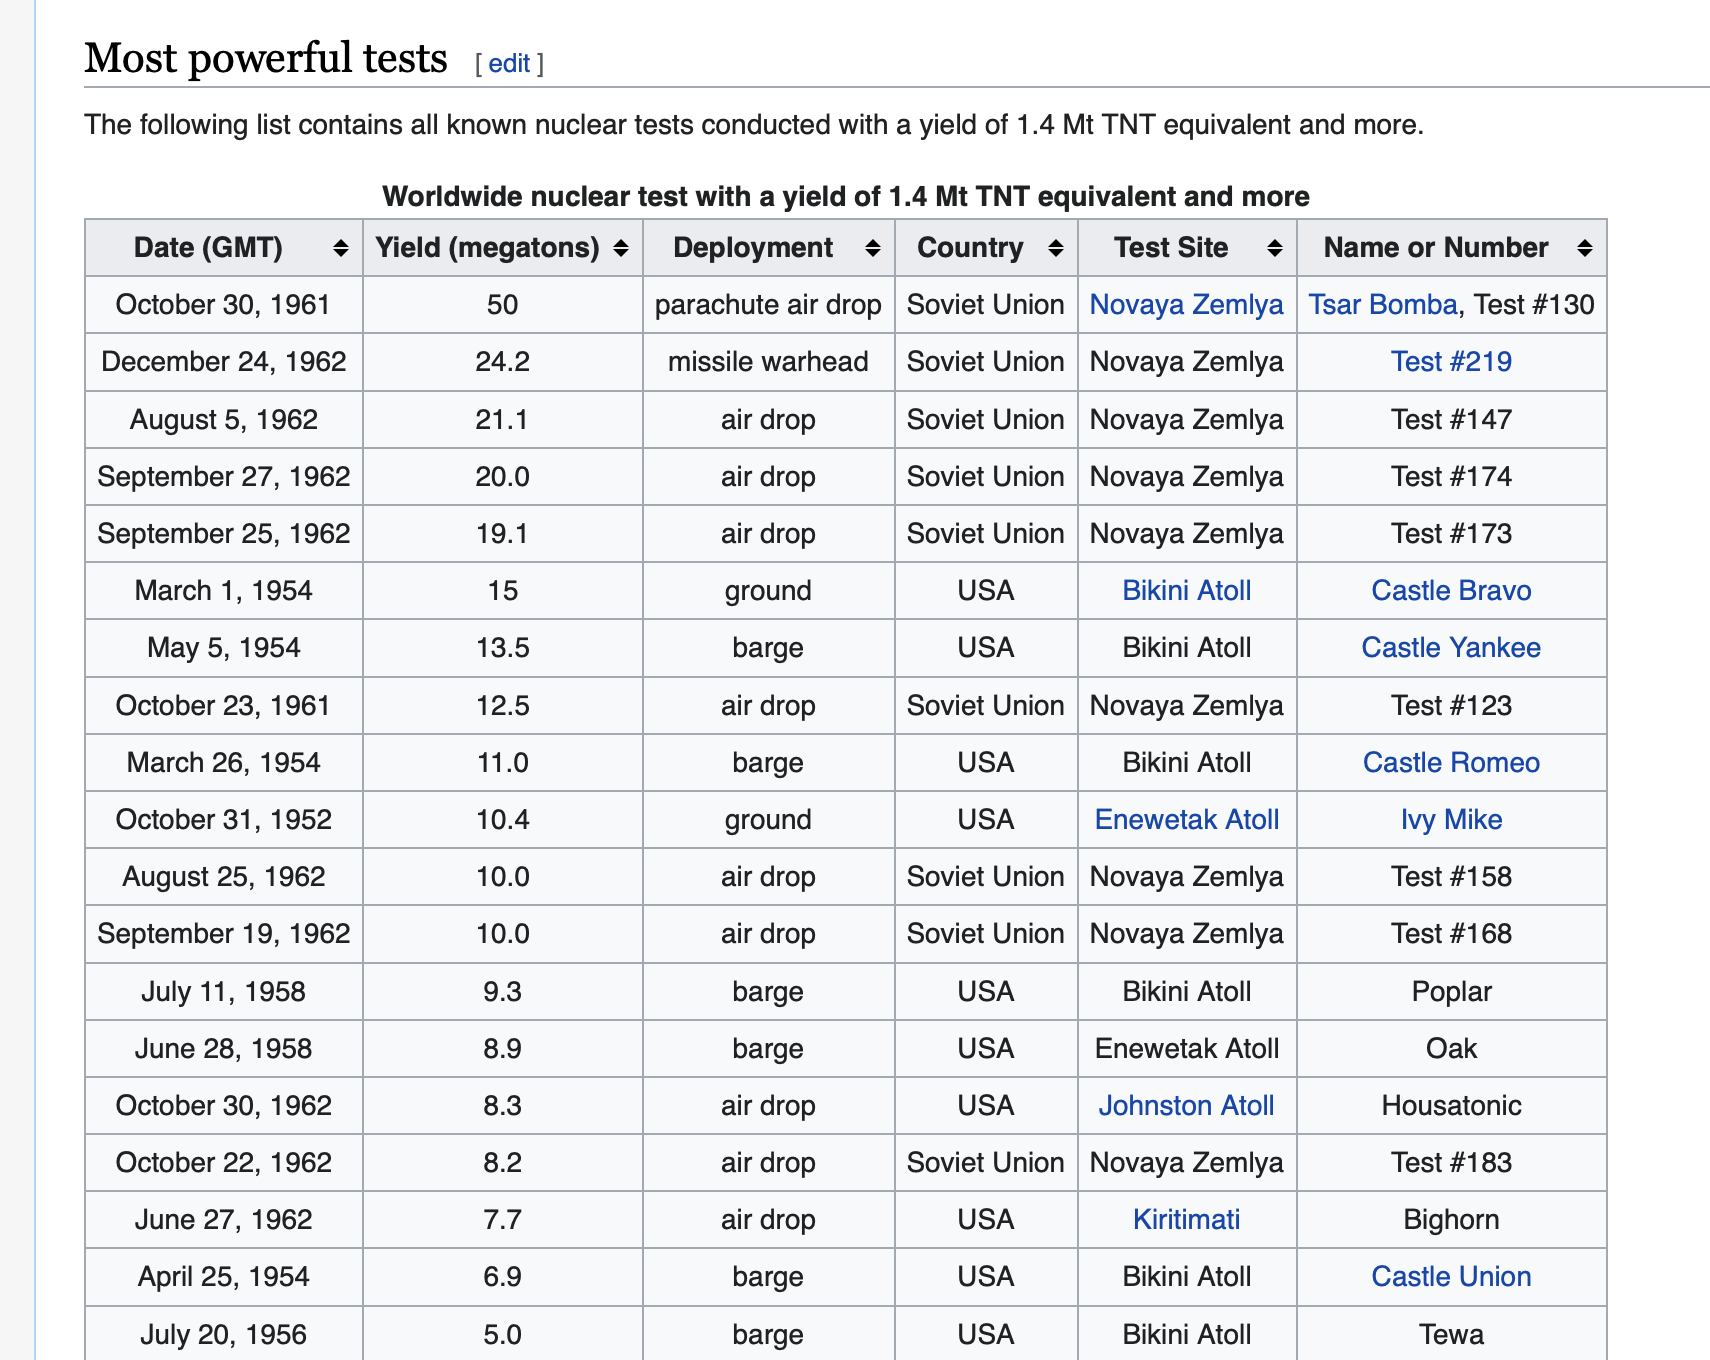 Most powerful tests [ edit ]
The following list contains all known nuclear tests conducted with a yield of 1.4 Mt TNT equivalent and more.
Worldwide nuclear test with a yield of 1.4 Mt TNT equivalent and more
Date (GMT) Yield (megatons) Deployment Country Test Site Name or Number
October 30, 1961 50 parachute air drop Soviet Union Novaya Zemlya Tsar Bomba, Test #130
December 24, 1962 24.2 missile warhead Soviet Union Novaya Zemlya Test #219
August 5, 1962 21.1 air drop Soviet Union Novaya Zemlya Test #147
September 27, 1962 20.0 air drop Soviet Union Novaya Zemlya Test #174
September 25, 1962 19.1 air drop Soviet Union Novaya Zemlya Test #173
March 1, 1954 15 ground USA Bikini Atoll Castle Bravo
May 5, 1954 13.5 barge USA Bikini Atoll Castle Yankee
October 23, 1961 12.5 air drop Soviet Union Novaya Zemlya Test #123
March 26, 1954 11.0 barge USA Bikini Atoll Castle Romeo
October 31, 1952 10.4 ground USA Enewetak Atoll Ivy Mike
August 25, 1962 10.0 air drop Soviet Union Novaya Zemlya Test #158
September 19, 1962 10.0 air drop Soviet Union Novaya Zemlya Test #168
July 11, 1958 9.3 barge USA Bikini Atoll Poplar
June 28, 1958 8.9 barge USA Enewetak Atoll Oak
October 30, 1962 8.3 air drop USA Johnston Atoll Housatonic
October 22, 1962 8.2 air drop Soviet Union Novaya Zemlya Test #183
June 27, 1962 7.7 air drop USA Kiritimati Bighorn
April 25, 1954 6.9 barge USA Bikini Atoll Castle Union
July 20, 1956 5.0 barge USA Bikini Atoll Tewa